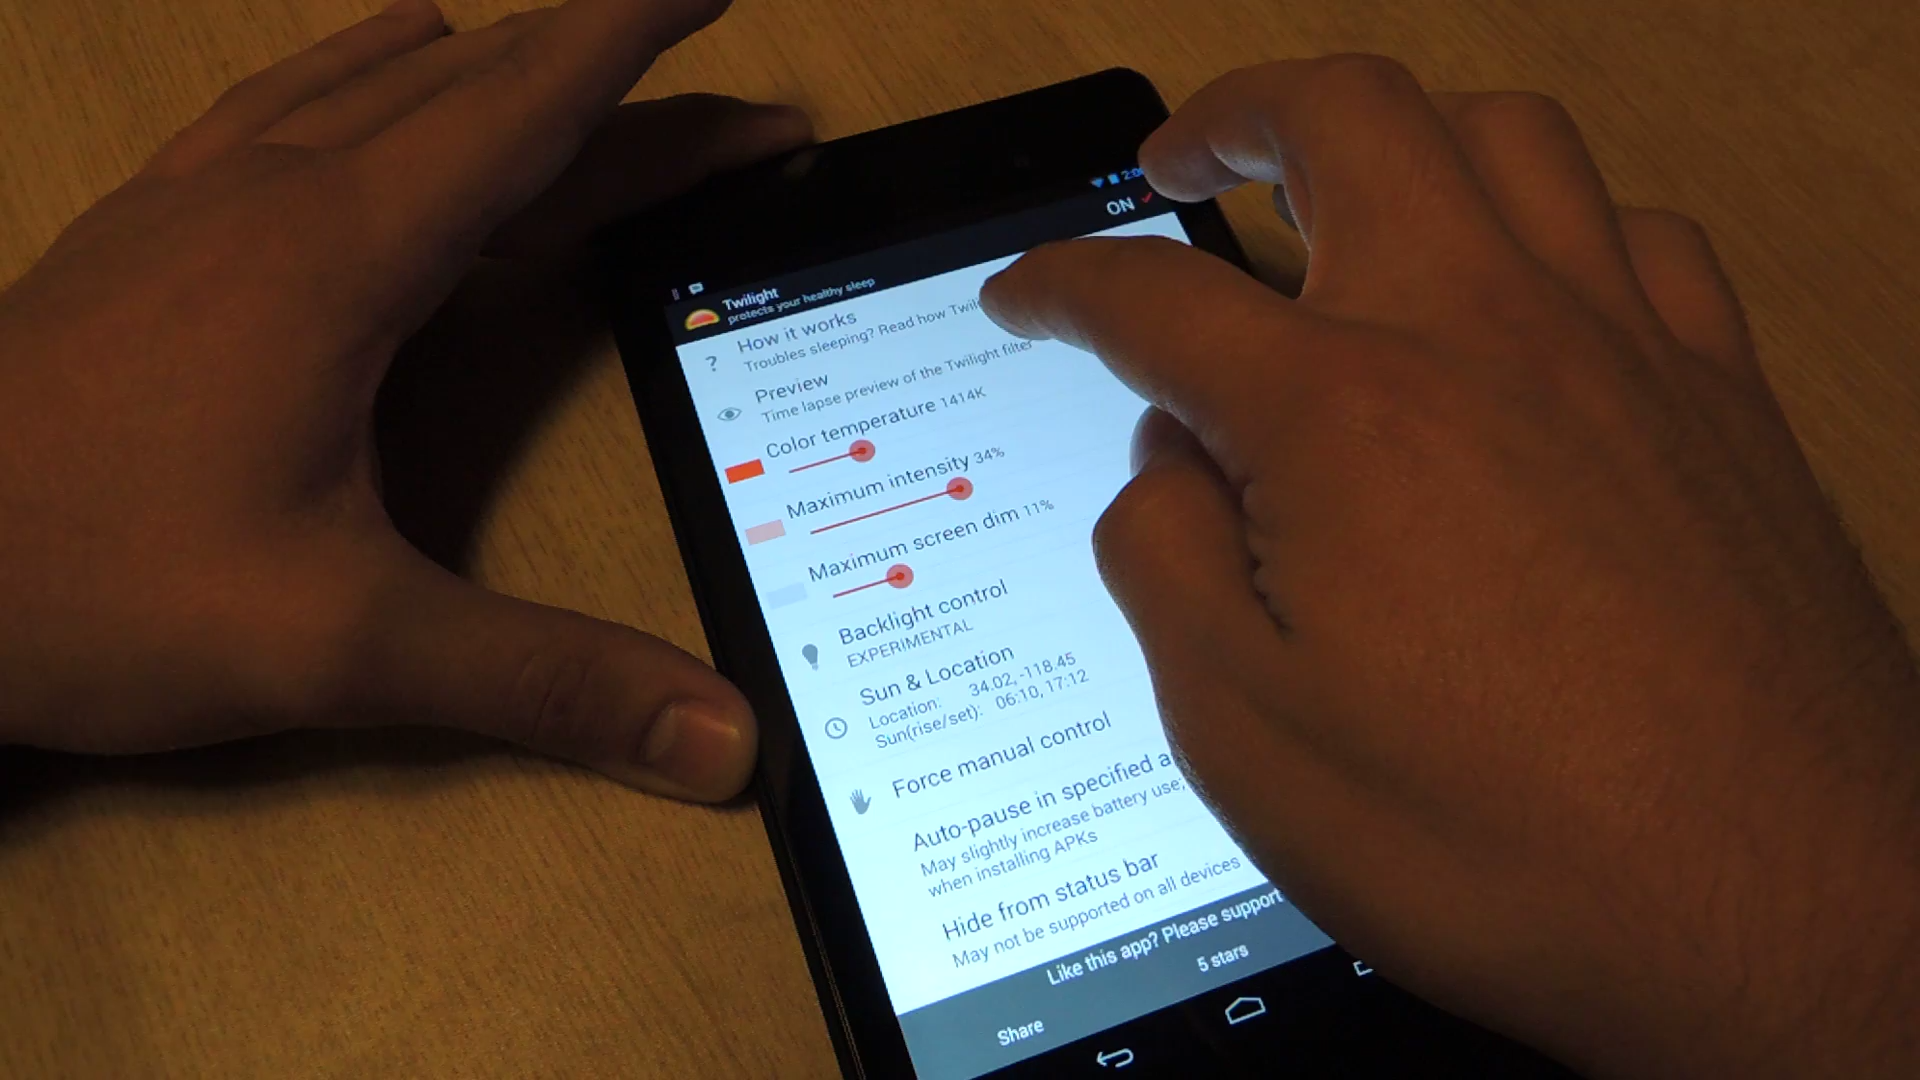 ON
Twilight
protects your healthy sleep
?
How it works
Troubles sleeping? Read how
Preview
Time lapse preview of the Twilight filter
Color temperature 1414K
Maximum intensity 34%
Maximum screen dim 11%
Backlight control
EXPERIMENTAL
Sun & Location
Location: 34.02, -118.45
Sun(rise/set): 06:10, 17:12
Force manual control
Auto-pause in specified
May slightly increase battery use;
when installing APKs
Hide from status bar
May not be supported on all devices
Like this app? Please support
Share 5 stars